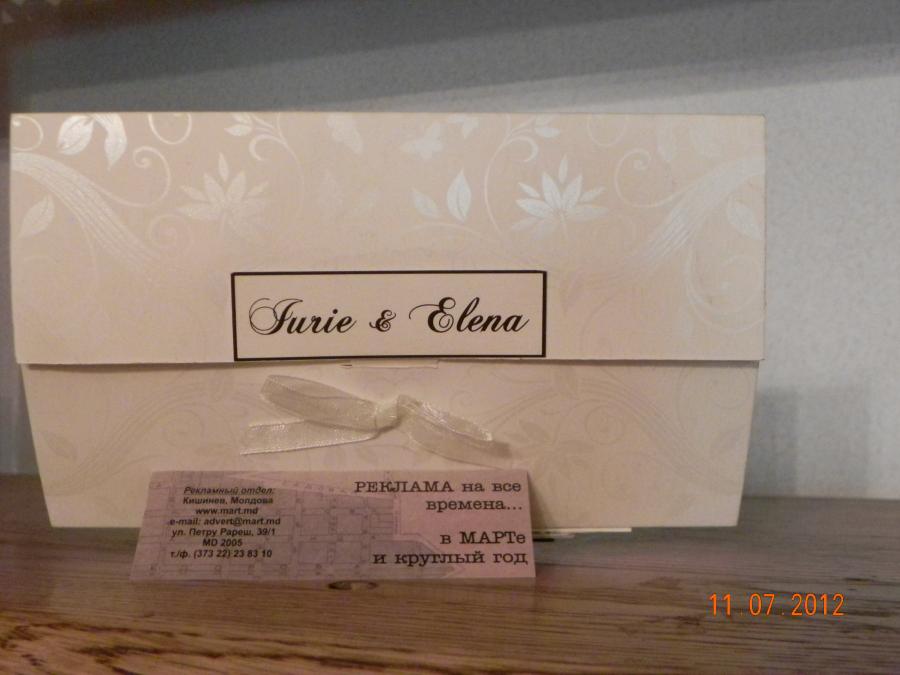 Iurie & Elena
Рекламный отдел:
Кишинев, Молдова
www.mart.md
e-mail: advert@mart.md
ул. Петру Рареш, 39/1
MD 2005
т./ф. (373 22) 23 83 10
РЕКЛАМА на все
времена...
в МАРТе
и круглый год
11 07 2012